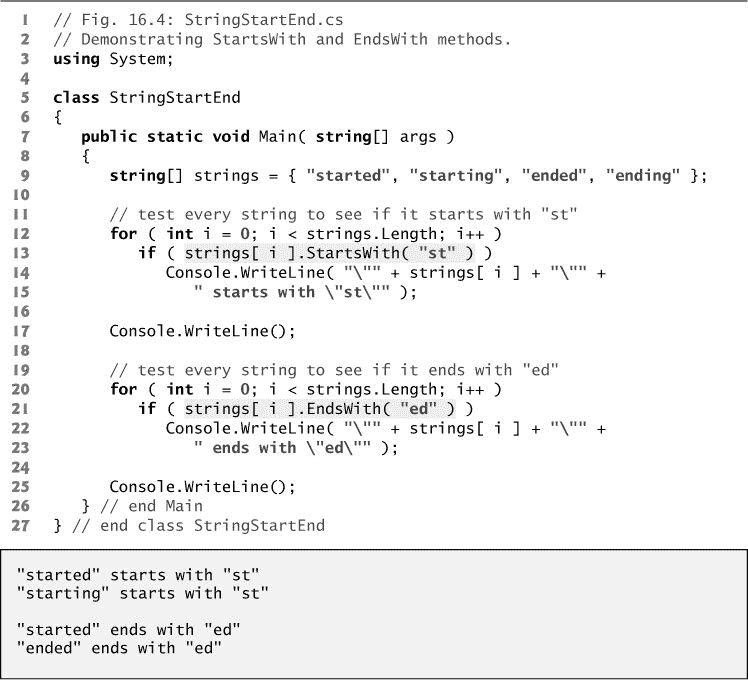 1 // Fig. 16.4: StringStartEnd.cs
2 // Demonstrating StartsWith and EndsWith methods.
3 using System;
4
5 class StringStartEnd
6 {
7    public static void Main( string[] args )
8    {
9       string[] strings = { "started", "starting", "ended", "ending" };
10
11       // test every string to see if it starts with "st"
12       for ( int i = 0; i < strings.Length; i++ )
13          if ( strings[ i ].StartsWith( "st" ) )
14             Console.WriteLine( "\"" + strings[ i ] + "\"" +
15                " starts with \"st\"" );
16
17       Console.WriteLine();
18
19       // test every string to see if it ends with "ed"
20       for ( int i = 0; i < strings.Length; i++ )
21          if ( strings[ i ].EndsWith( "ed" ) )
22             Console.WriteLine( "\"" + strings[ i ] + "\"" +
23                " ends with \"ed\"" );
24
25       Console.WriteLine();
26    } // end Main
27 } // end class StringStartEnd
"started" starts with "st"
"starting" starts with "st"
"started" ends with "ed"
"ended" ends with "ed"